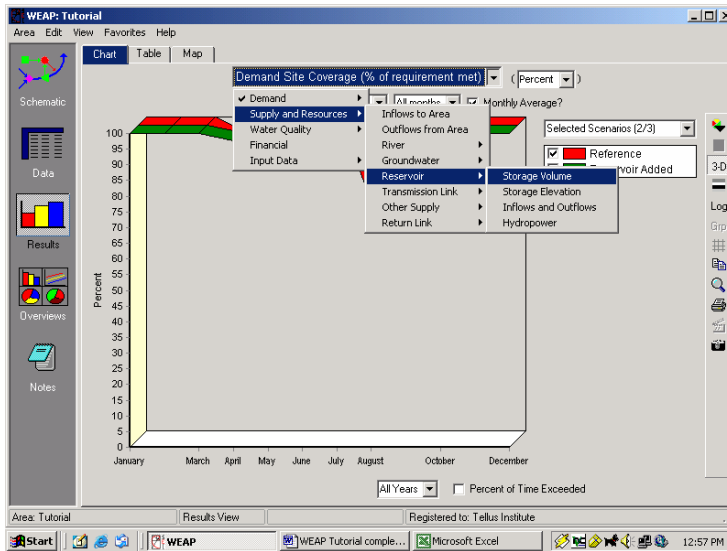 WEAP: Tutorial
Area Edit View Favorites Help
Chart Table Map
Demand Site Coverage (% of requirement met) ( Percent )
All months Monthly Average?
Selected Scenarios (2/3)
Reference
Reservoir Added
Demand
Supply and Resources
Water Quality
Financial
Input Data
Inflows to Area
Outflows from Area
River
Groundwater
Reservoir
Transmission Link
Other Supply
Return Link
Storage Volume
Storage Elevation
Inflows and Outflows
Hydropower
Schematic
Data
Results
Overviews
Notes
Percent
100
95
90
85
80
75
70
65
60
55
50
45
40
35
30
25
20
15
10
5
0
January March April May June July August October December
All Years Percent of Time Exceeded
3-D
Log
Grp
Area: Tutorial Results View Registered to: Tellus Institute
Start WEAP WEAP Tutorial comple... Microsoft Excel 12:57 PM